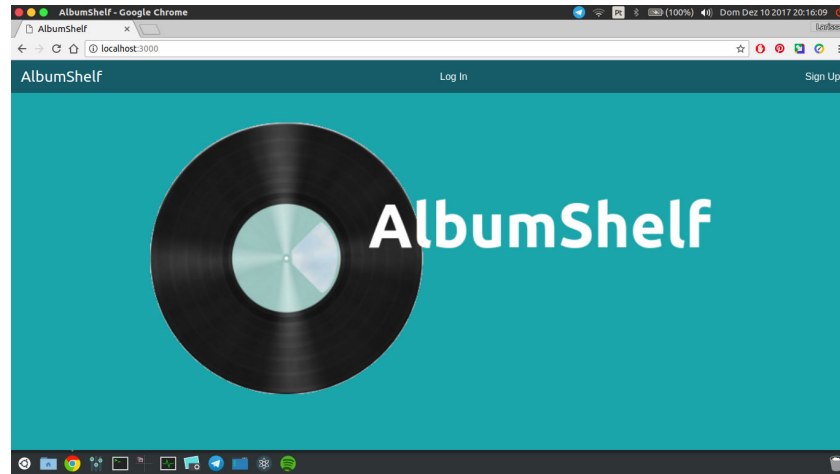 AlbumShelf - Google Chrome
Pt
(100%)
Dom Dez 10 2017 20:16:09
AlbumShelf
Larissa
localhost:3000
AlbumShelf
Log In
Sign Up
AlbumShelf